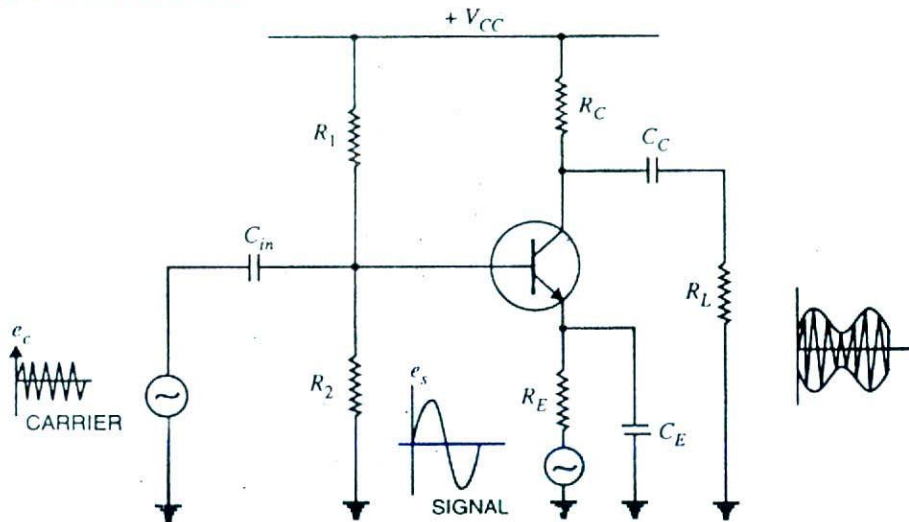 + V_CC
R_C
R_1
C_C
C_in
R_L
e_c
R_2
e_s
R_E
C_E
CARRIER
SIGNAL